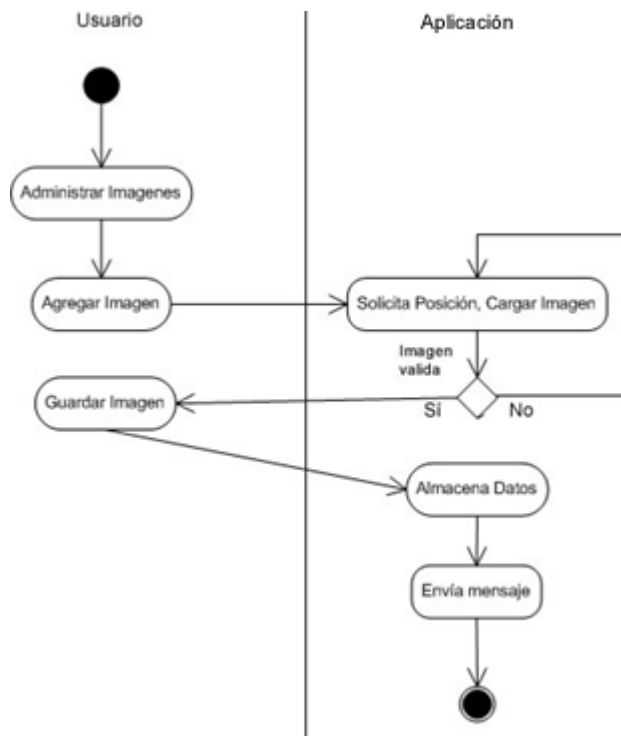 Usuario
Aplicación
Administrar Imagenes
Agregar Imagen
Solicita Posición, Cargar Imagen
Imagen
valida
Sí
No
Guardar Imagen
Almacena Datos
Envía mensaje